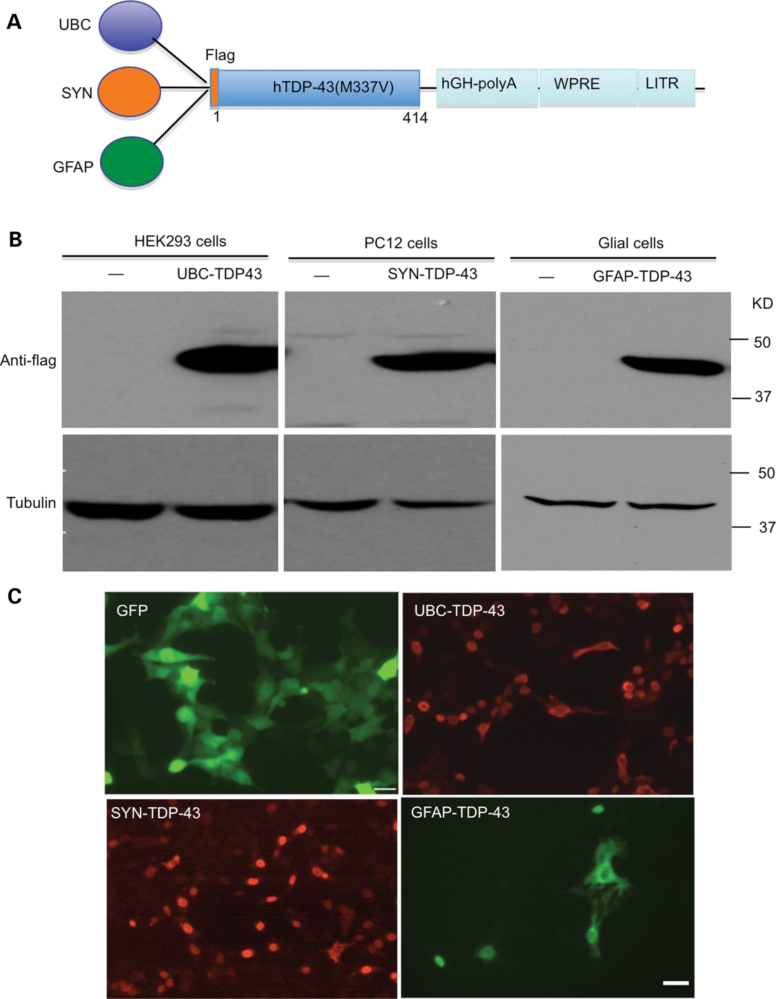 A
UBC
Flag
SYN
hTDP-43(M337V)
hGH-polyA
WPRE
LITR
1
414
GFAP
B
HEK293 cells
PC12 cells
Glial cells
—
UBC-TDP43
—
SYN-TDP-43
—
GFAP-TDP-43
KD
50
Anti-flag
37
50
Tubulin
37
C
GFP
UBC-TDP-43
SYN-TDP-43
GFAP-TDP-43